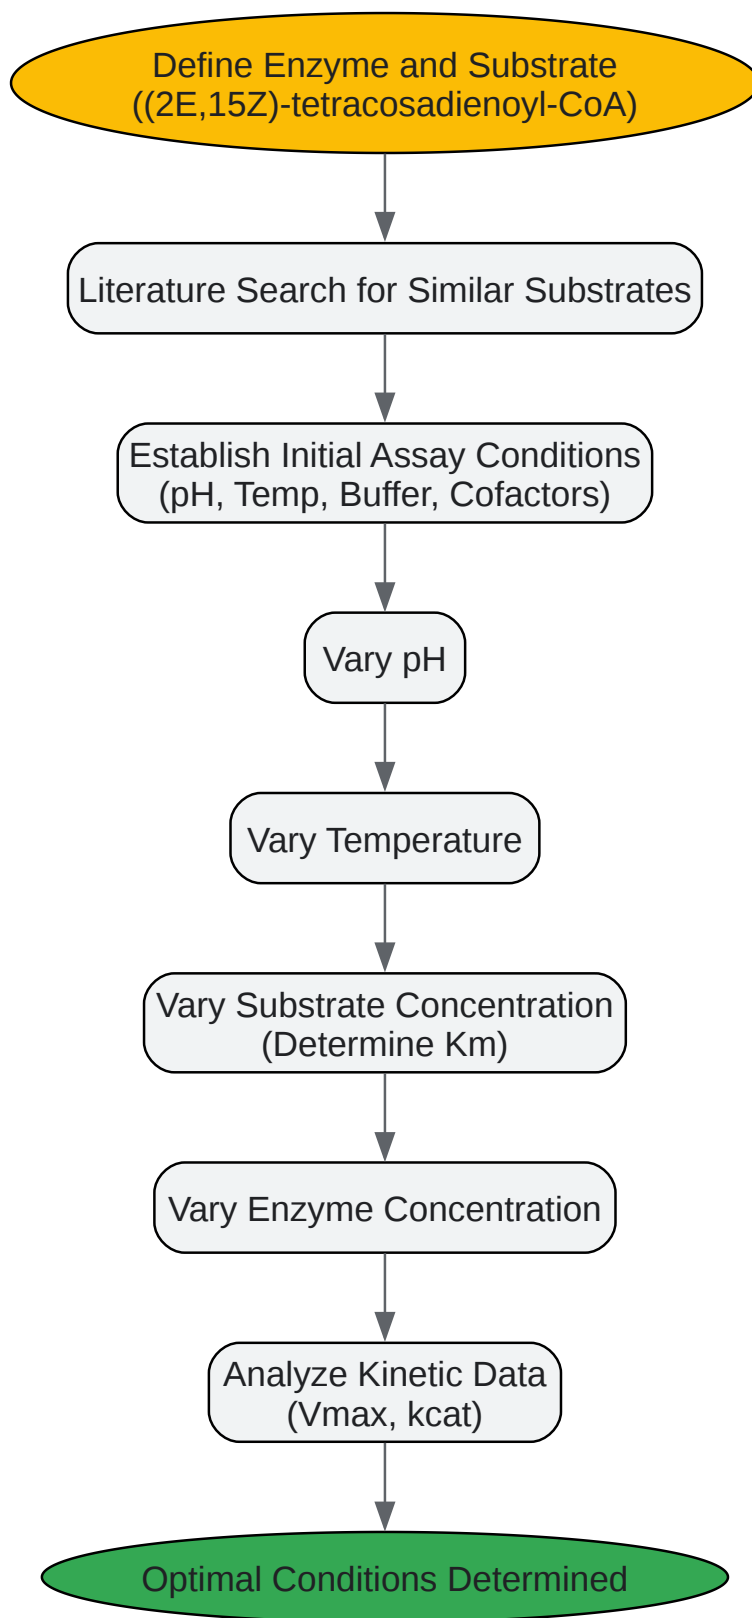 Define Enzyme and Substrate
((2E,15Z)-tetracosadienoyl-CoA)
Literature Search for Similar Substrates
Establish Initial Assay Conditions
(pH, Temp, Buffer, Cofactors)
Vary pH
Vary Temperature
Vary Substrate Concentration
(Determine Km)
Vary Enzyme Concentration
Analyze Kinetic Data
(Vmax, kcat)
Optimal Conditions Determined